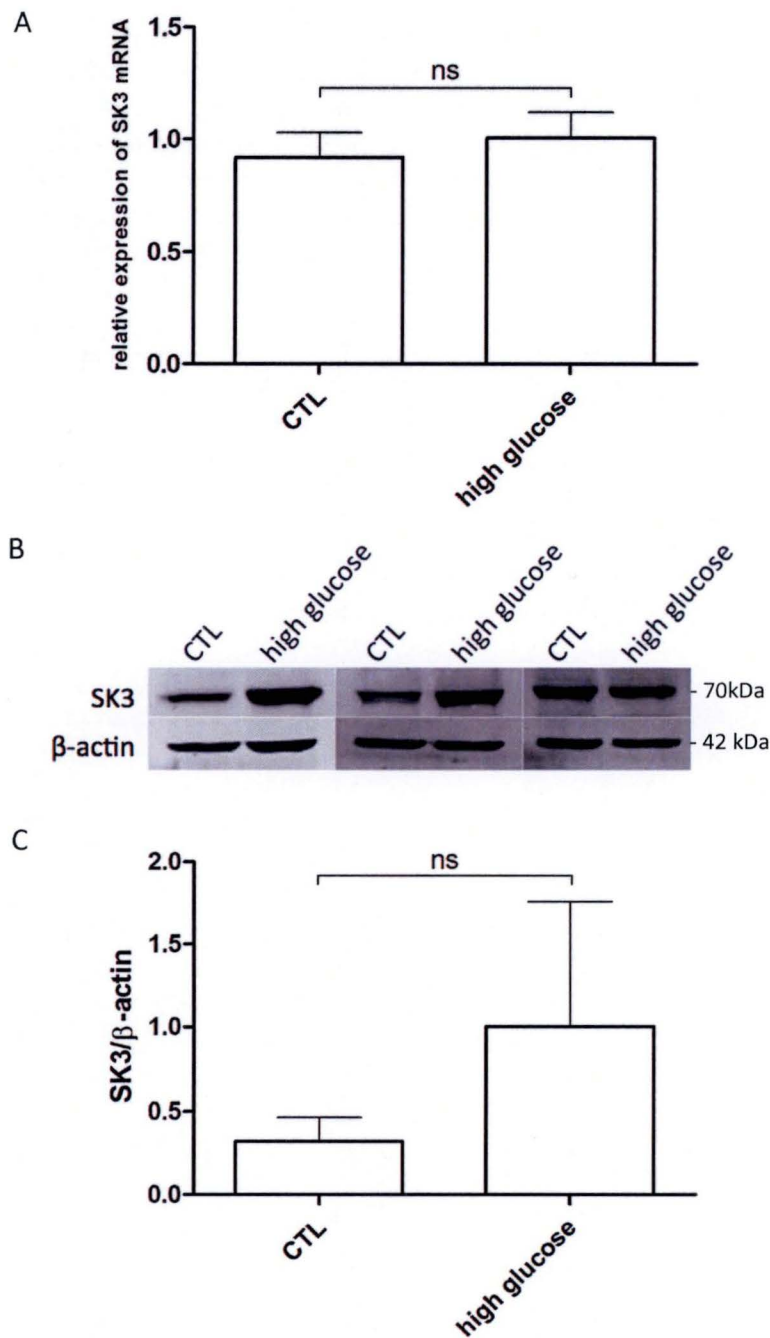 A
relative expression of SK3 mRNA
1.5
1.0
0.5
0.0
ns
CTL
high glucose
B
CTL
high glucose
CTL
high glucose
CTL
high glucose
SK3
- 70kDa
β-actin
- 42 kDa
C
SK3/β-actin
2.0
1.5
1.0
0.5
0.0
ns
CTL
high glucose